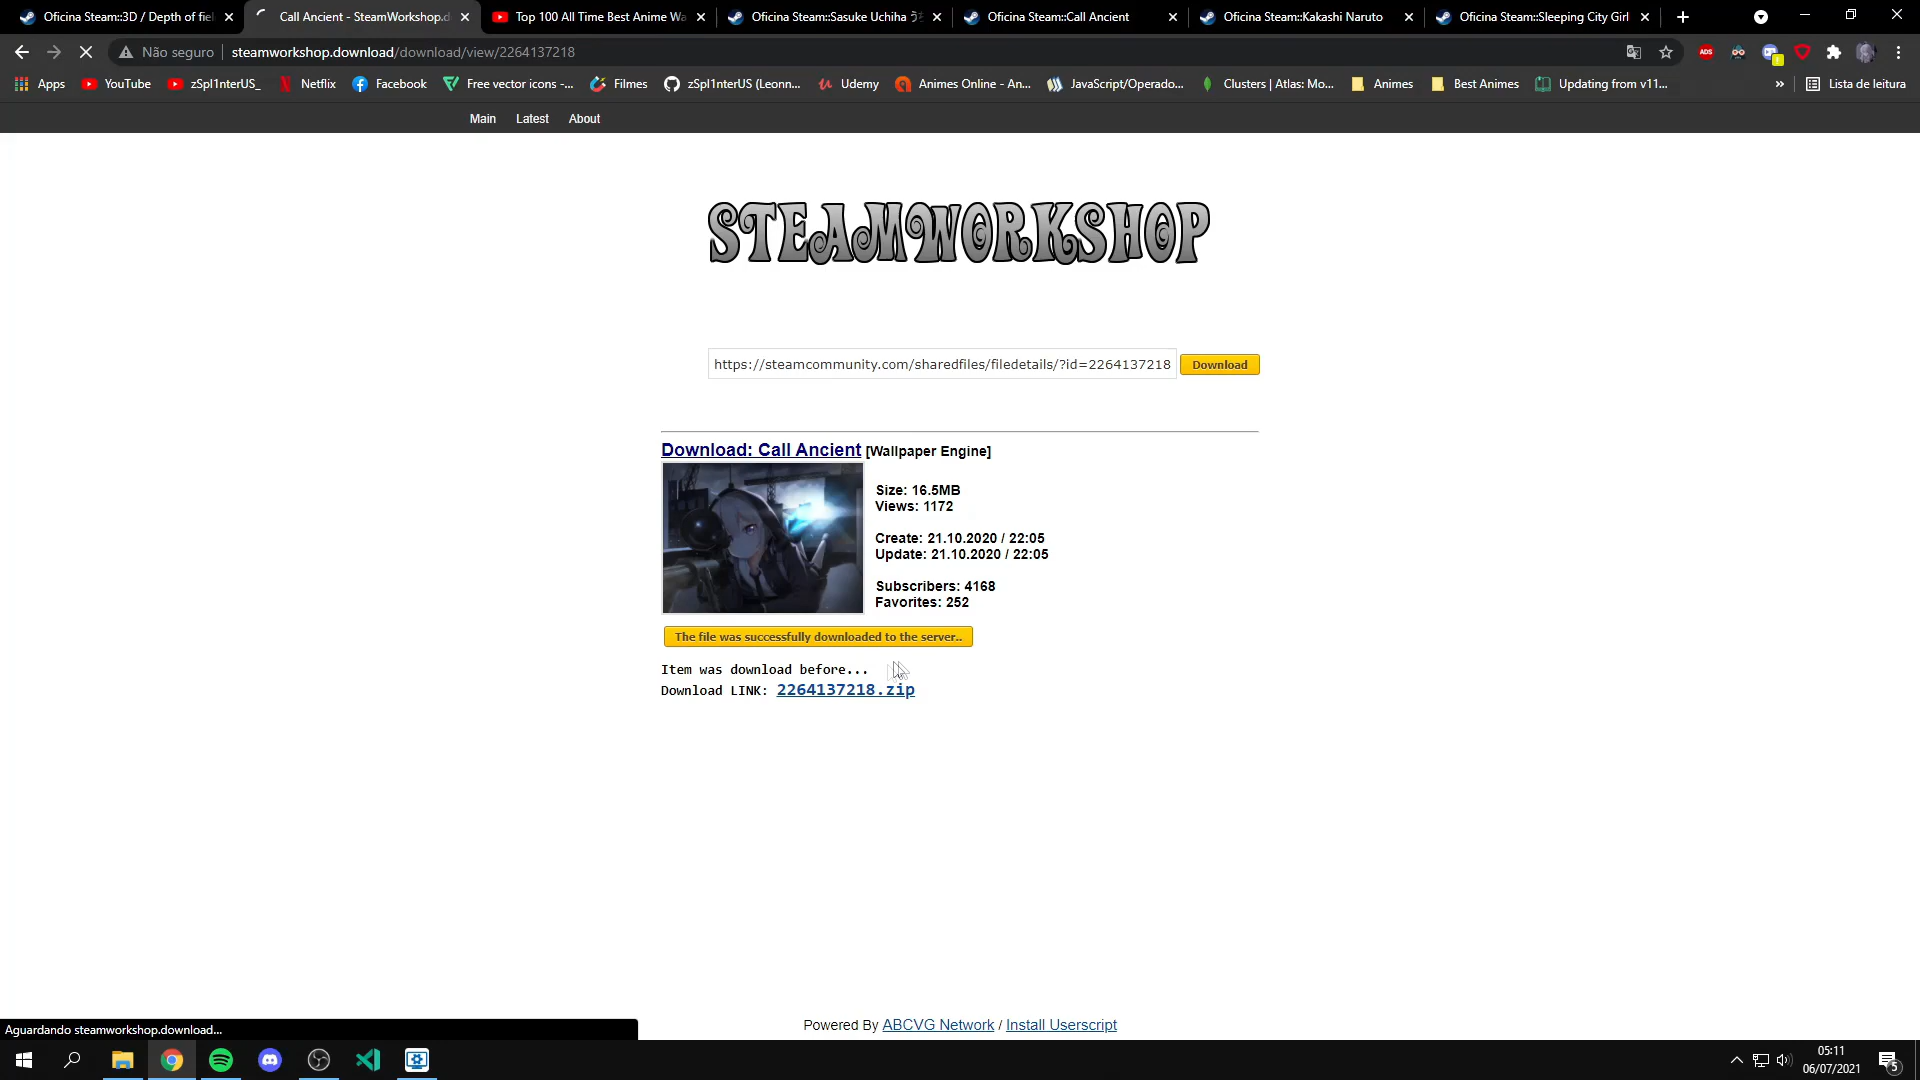 Oficina Steam::3D / Depth of fiel
Call Ancient - SteamWorkshop.d
Top 100 All Time Best Anime Wa
Oficina Steam::Sasuke Uchiha う
Oficina Steam::Call Ancient
Oficina Steam::Kakashi Naruto
Oficina Steam::Sleeping City Girl
Não seguro
steamworkshop.download/download/view/2264137218
ADS
Apps
YouTube
zSpl1nterUS_
Netflix
Facebook
Free vector icons -...
Filmes
zSpl1nterUS (Leonn...
Udemy
Animes Online - An...
JavaScript/Operado...
Clusters | Atlas: Mo...
Animes
Best Animes
Updating from v11...
»
Lista de leitura
Main Latest About
STEAMWORKSHOP
https://steamcommunity.com/sharedfiles/filedetails/?id=2264137218
Download
Download: Call Ancient [Wallpaper Engine]
Size: 16.5MB
Views: 1172
Create: 21.10.2020 / 22:05
Update: 21.10.2020 / 22:05
Subscribers: 4168
Favorites: 252
The file was successfully downloaded to the server..
Item was download before...
Download LINK: 2264137218.zip
Powered By ABCVG Network / Install Userscript
Aguardando steamworkshop.download...
05:11
06/07/2021
5